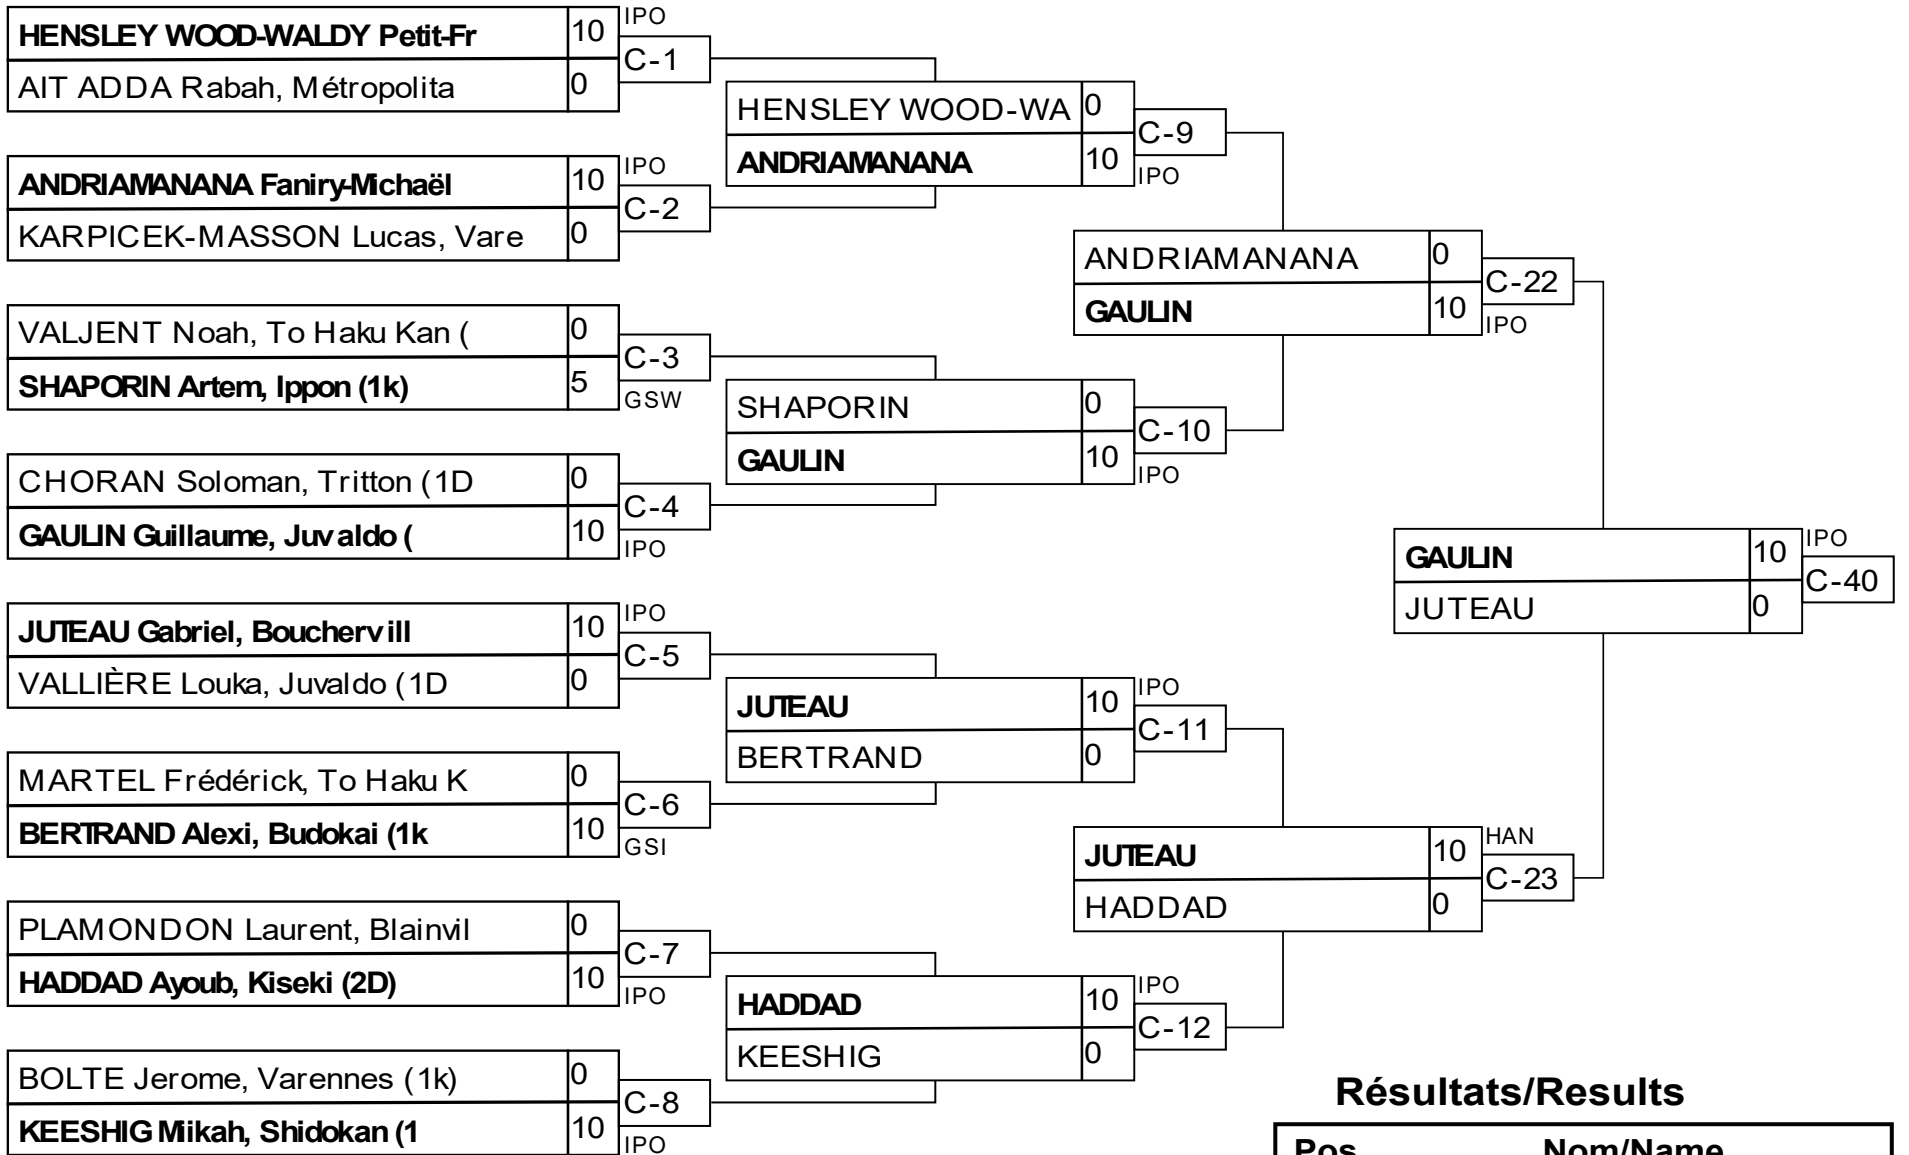 HENSLEY WOOD-WALDY Petit-Fr 10 IPO
C-1
AIT ADDA Rabah, Métropolita 0
ANDRIAMANANA Faniry-Michaël 10 IPO
C-2
KARPICEK-MASSON Lucas, Vare 0
VALJENT Noah, To Haku Kan ( 0
C-3
SHAPORIN Artem, Ippon (1k) 5 GSW
CHORAN Soloman, Tritton (1D 0
C-4
GAULIN Guillaume, Juvaldo ( 10 IPO
JUTEAU Gabriel, Bouchervill 10 IPO
C-5
VALLIÈRE Louka, Juvaldo (1D 0
MARTEL Frédérick, To Haku K 0
C-6
BERTRAND Alexi, Budokai (1k 10 GSI
PLAMONDON Laurent, Blainvil 0
C-7
HADDAD Ayoub, Kiseki (2D) 10 IPO
BOLTE Jerome, Varennes (1k) 0
C-8
KEESHIG Miikah, Shidokan (1 10 IPO
HENSLEY WOOD-WA 0
C-9
ANDRIAMANANA 10 IPO
SHAPORIN 0
C-10
GAULIN 10 IPO
JUTEAU 10 IPO
C-11
BERTRAND 0
HADDAD 10 IPO
C-12
KEESHIG 0
ANDRIAMANANA 0
C-22
GAULIN 10 IPO
JUTEAU 10 HAN
C-23
HADDAD 0
GAULIN 10 IPO
C-40
JUTEAU 0
Résultats/Results
Pos Nom/Name